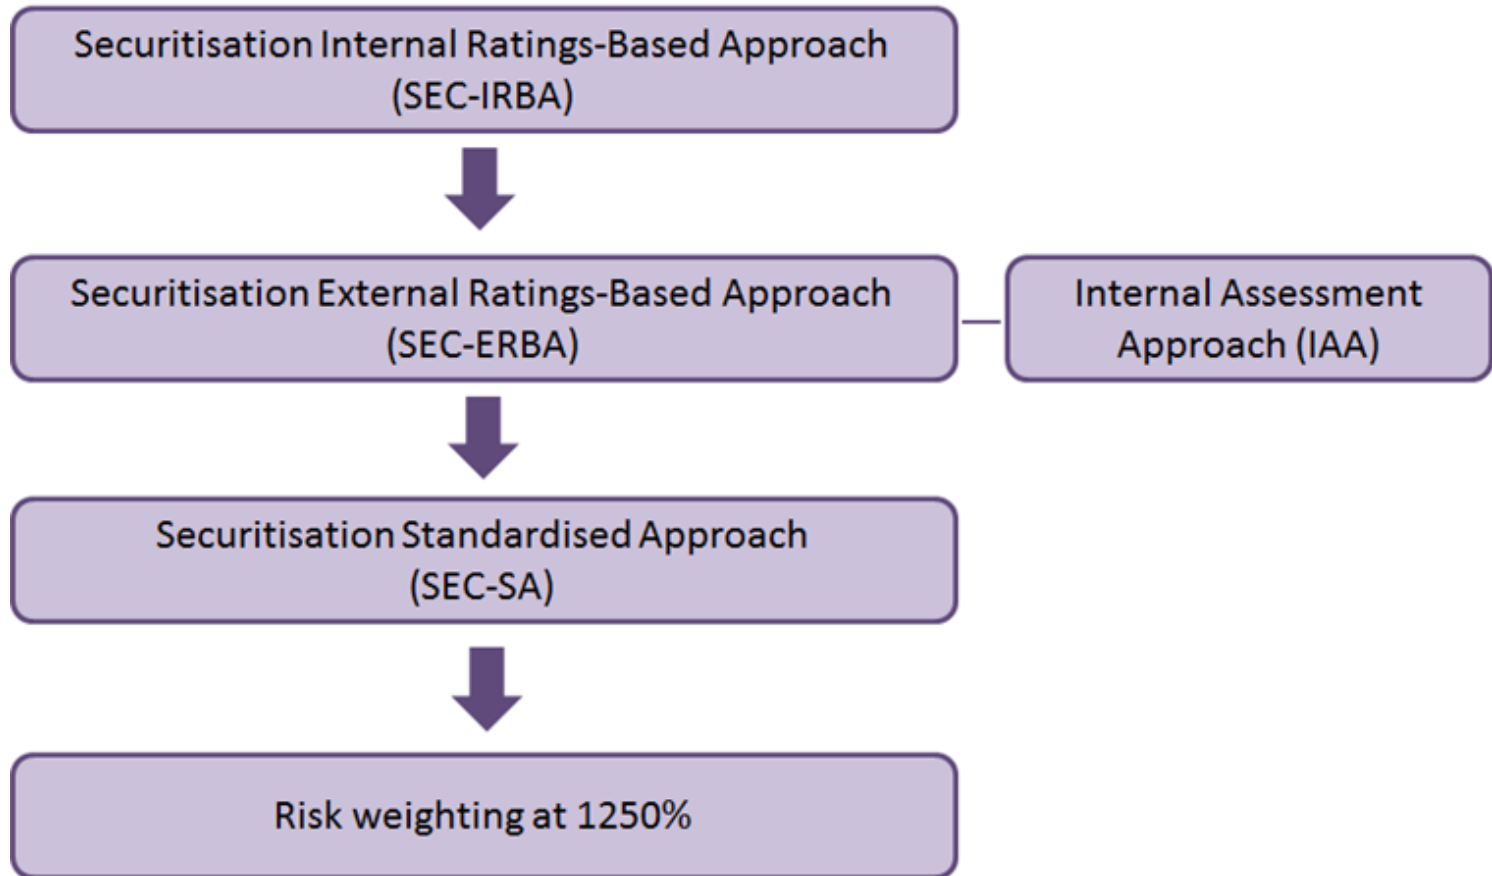 Securitisation Internal Ratings-Based Approach
(SEC-IRBA)
Securitisation External Ratings-Based Approach
(SEC-ERBA)
Internal Assessment
Approach (IAA)
Securitisation Standardised Approach
(SEC-SA)
Risk weighting at 1250%